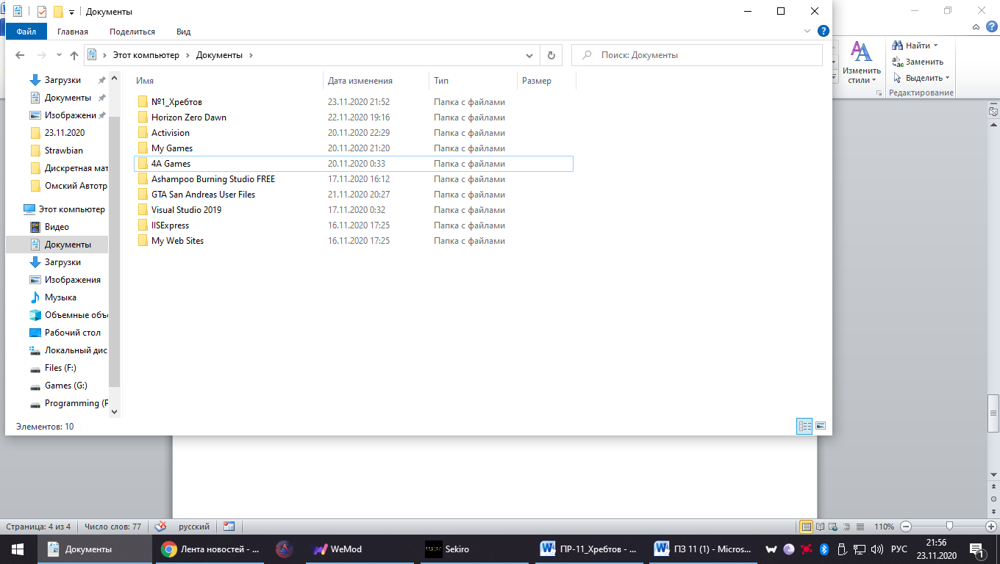 Документы
Файл Главная Поделиться Вид
Этот компьютер Документы
Поиск: Документы
Имя Дата изменения Тип Размер
№1_Хребтов 23.11.2020 21:52 Папка с файлами
Horizon Zero Dawn 22.11.2020 19:16 Папка с файлами
Activision 20.11.2020 22:29 Папка с файлами
My Games 20.11.2020 21:20 Папка с файлами
4A Games 20.11.2020 0:33 Папка с файлами
Ashampoo Burning Studio FREE 17.11.2020 16:12 Папка с файлами
GTA San Andreas User Files 21.11.2020 20:27 Папка с файлами
Visual Studio 2019 17.11.2020 0:32 Папка с файлами
IISExpress 16.11.2020 17:25 Папка с файлами
My Web Sites 16.11.2020 17:25 Папка с файлами
Загрузки
Документы
Изображени
23.11.2020
Strawbian
Дискретная мат
Омский Автотра
Этот компьютер
Видео
Документы
Загрузки
Изображения
Музыка
Объемные объе
Рабочий стол
Локальный дис
Files (F:)
Games (G:)
Programming (P
Элементов: 10
Изменить
стили
Найти
Заменить
Выделить
Редактирование
Страница: 4 из 4 Число слов: 77 русский 110%
Документы Лента новостей - ... WeMod Sekiro ПР-11_Хребтов - ... ПЗ 11 (1) - Micros... РУС
21:56
23.11.2020
1